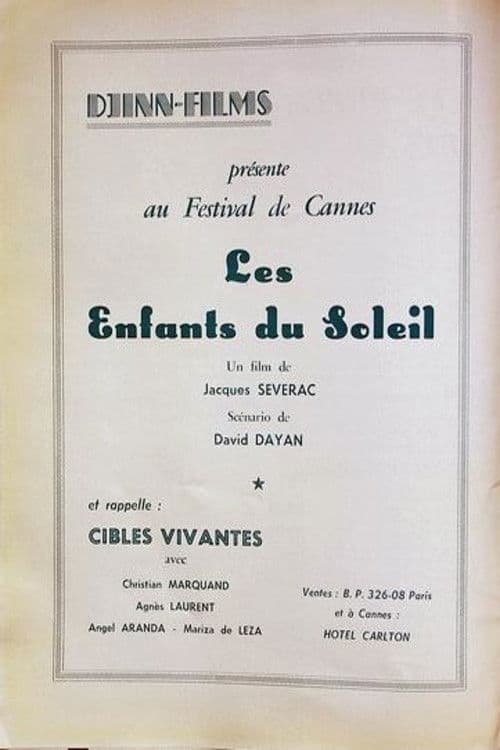 DJINN-FILMS
présente
au Festival de Cannes
Les
Enfants du Soleil
Un film de
Jacques SEVERAC
Scénario de
David DAYAN
★
et rappelle :
CIBLES VIVANTES
avec
Christian MARQUAND
Agnès LAURENT
Angel ARANDA - Mariza de LEZA
Ventes : B. P. 326-08 Paris
et à Cannes :
HOTEL CARLTON